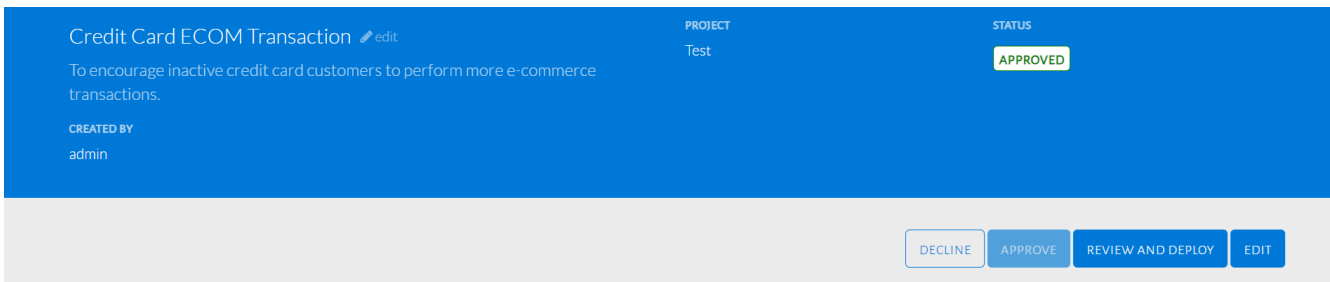 Credit Card ECOM Transaction edit
To encourage inactive credit card customers to perform more e-commerce
transactions.
CREATED BY
admin
PROJECT
Test
STATUS
APPROVED
DECLINE
APPROVE
REVIEW AND DEPLOY
EDIT